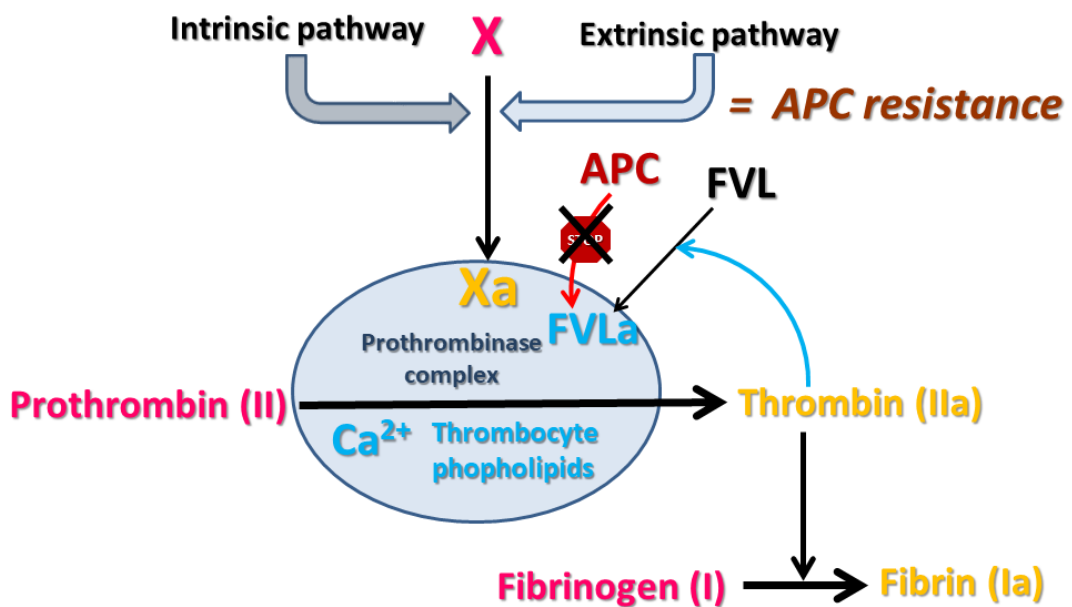 Intrinsic pathway
X
Extrinsic pathway
= APC resistance
APC
FVL
STOP
Xa
FVLa
Prothrombinase
complex
Prothrombin (II)
Thrombin (IIa)
Ca²⁺
Thrombocyte
phopholipids
Fibrinogen (I)
Fibrin (Ia)